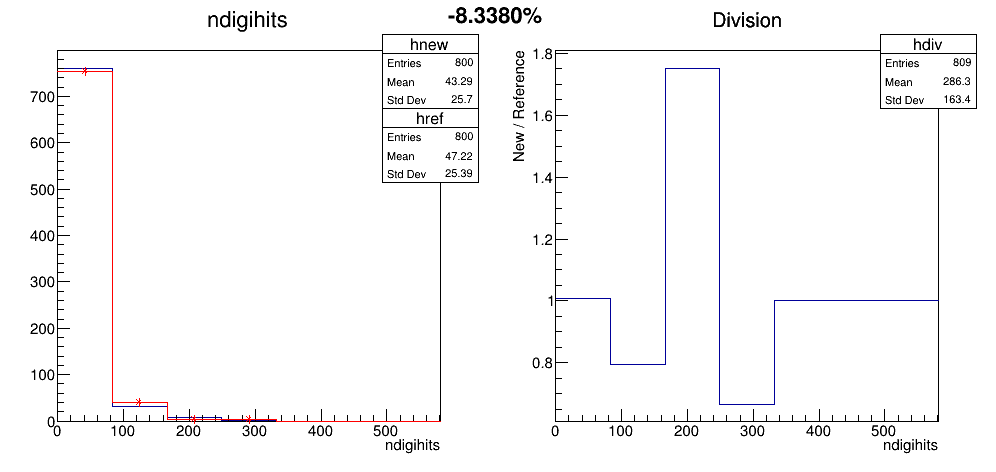 -8.3380%
ndigihits
hnew
Entries 800
Mean 43.29
Std Dev 25.7
href
Entries 800
Mean 47.22
Std Dev 25.39
700
600
500
400
300
200
100
0
0 100 200 300 400 500
ndigihits
Division
hdiv
Entries 809
Mean 286.3
Std Dev 163.4
New / Reference
1.8
1.6
1.4
1.2
1
0.8
0 100 200 300 400 500
ndigihits